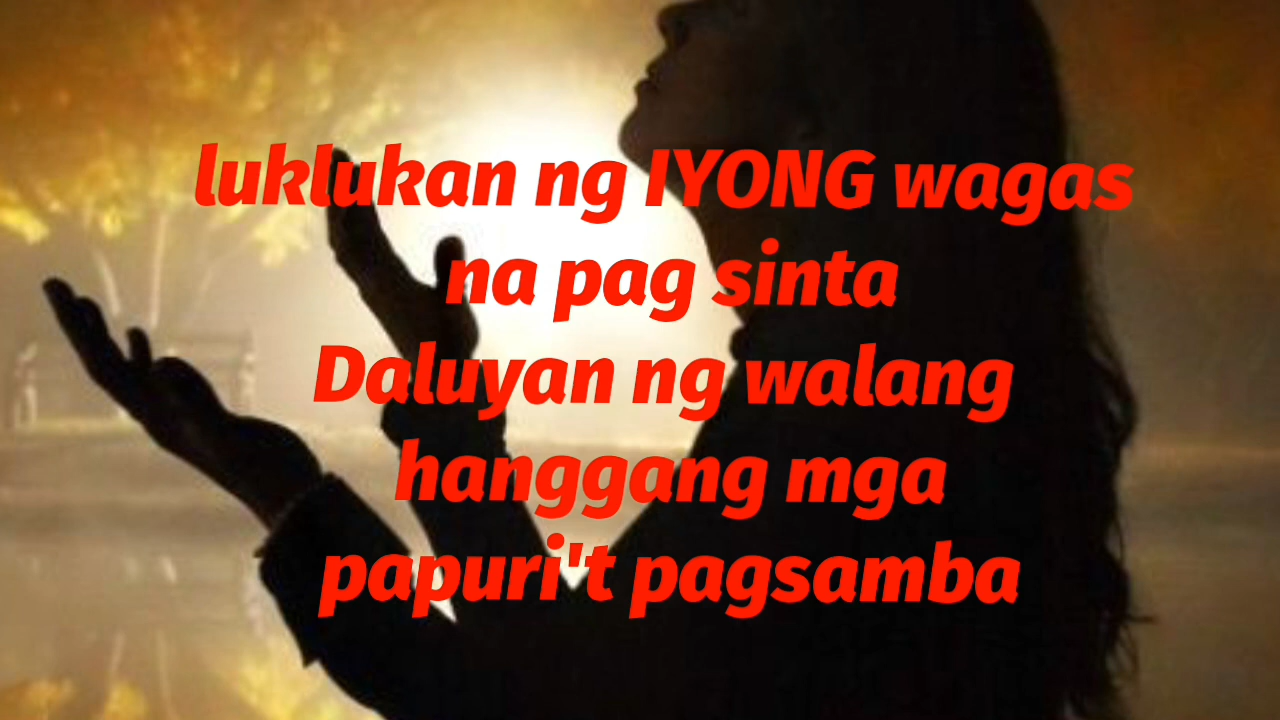 luklukan ng IYONG wagas
na pag sinta
Daluyan ng walang
hanggang mga
papuri't pagsamba